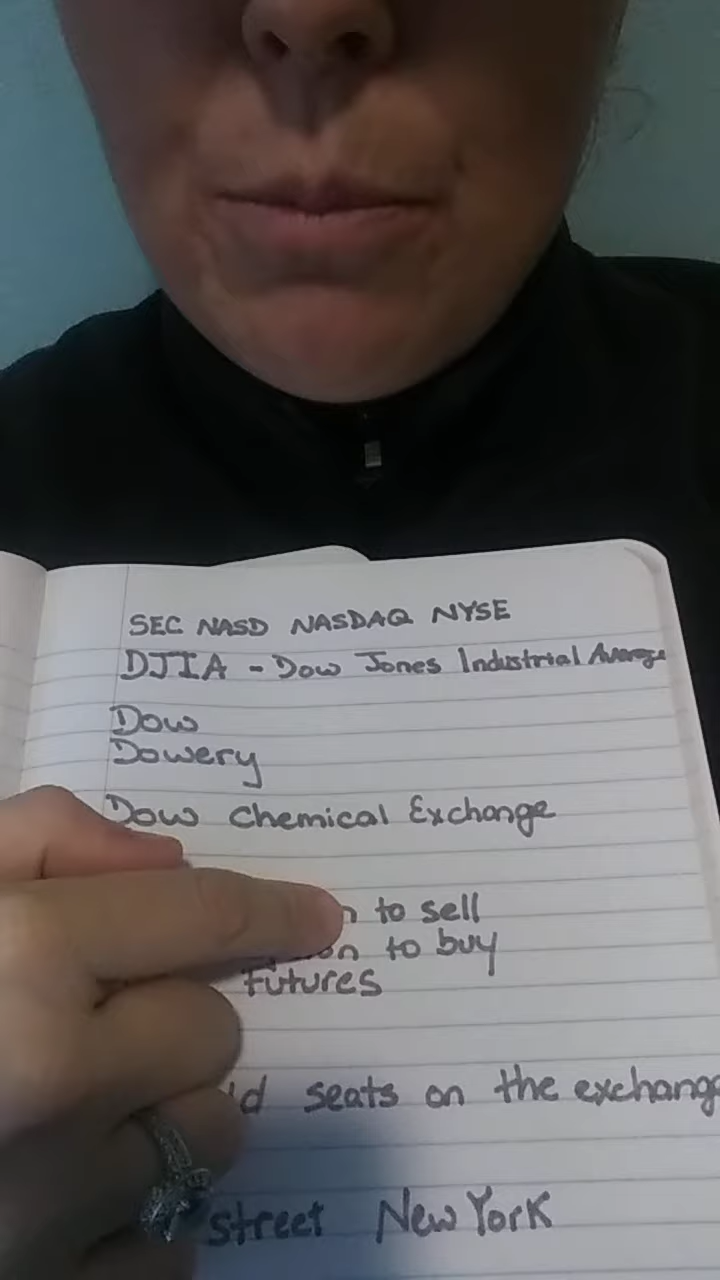 SEC NASD NASDAQ NYSE
DJIA - Dow Jones Industrial Average
Dow
Dowery
Dow Chemical Exchange
to sell
to buy
futures
seats on the exchang
street New York